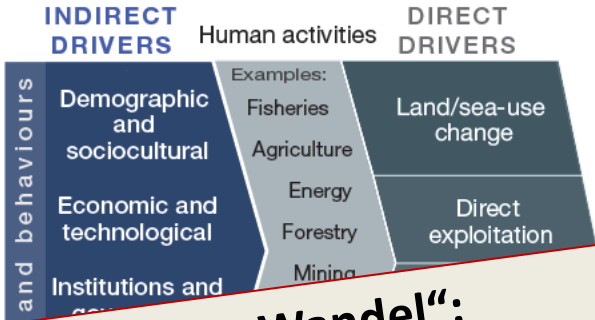 INDIRECT
DRIVERS
Human activities
DIRECT
DRIVERS
and behaviours
Demographic
and
sociocultural
Economic and
technological
Institutions and
Examples:
Fisheries
Agriculture
Energy
Forestry
Mining
Land/sea-use
change
Direct
exploitation
Wandel“: